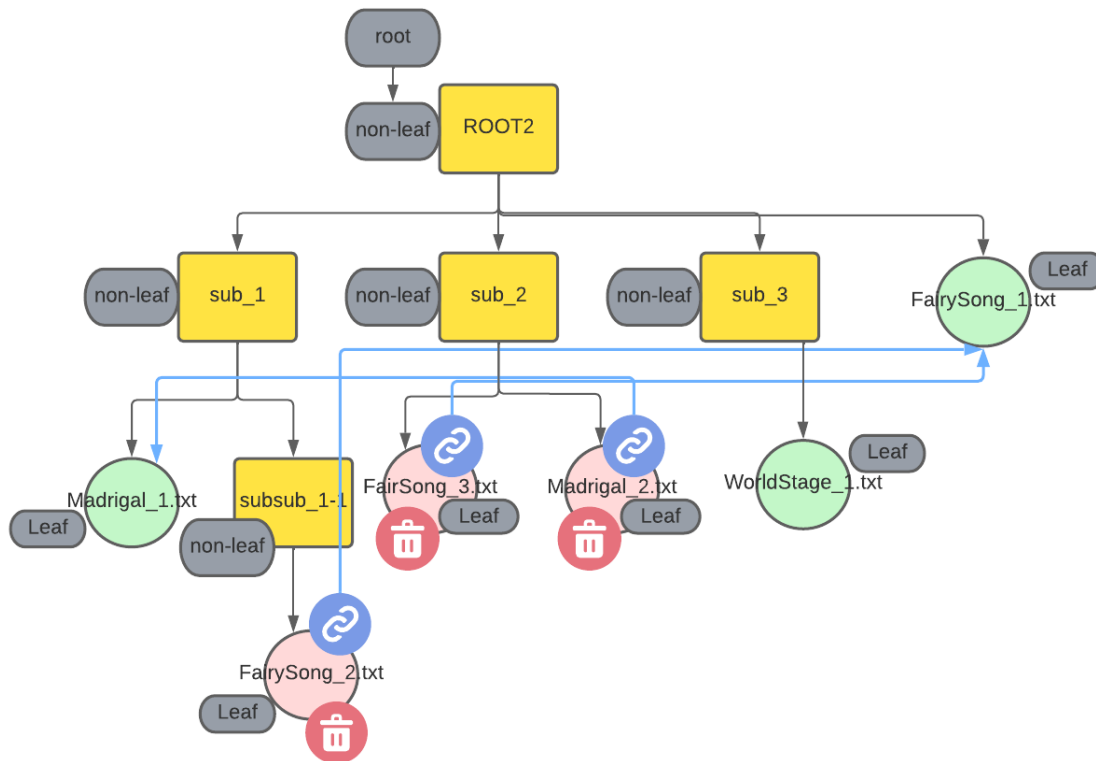 root
non-leaf
ROOT2
non-leaf
sub_1
non-leaf
sub_2
non-leaf
sub_3
Leaf
FairySong_1.txt
Madrigal_1.txt
Leaf
subsub_1-1
non-leaf
FairSong_3.txt
Leaf
Madrigal_2.txt
Leaf
WorldStage_1.txt
Leaf
FairySong_2.txt
Leaf